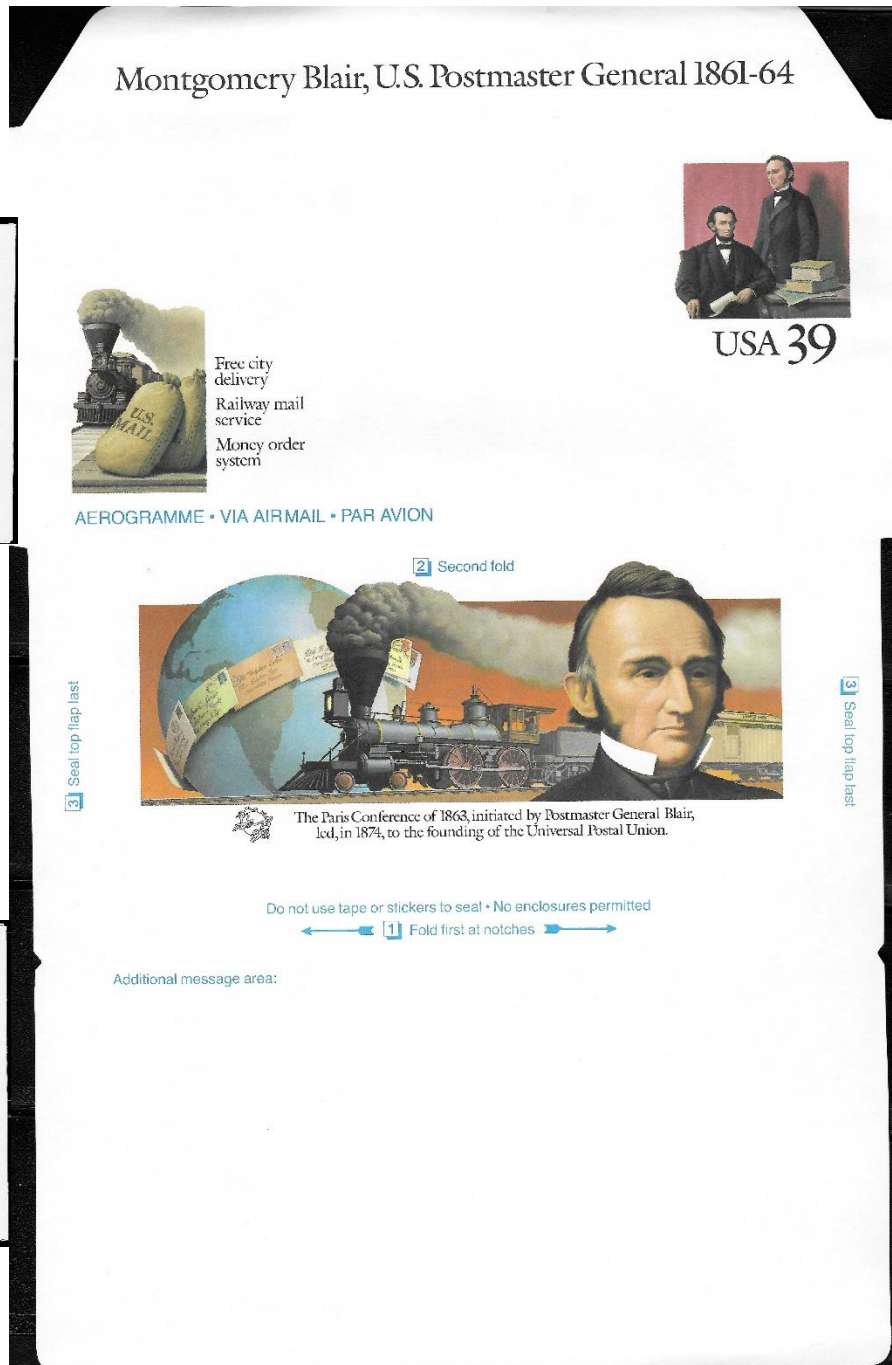 Montgomery Blair, U.S. Postmaster General 1861-64
USA 39
Free city
delivery
Railway mail
service
Money order
system
U.S.
MAIL
AEROGRAMME • VIA AIRMAIL • PAR AVION
2 Second fold
3 Seal top flap last
3 Seal top flap last
The Paris Conference of 1863, initiated by Postmaster General Blair,
led, in 1874, to the founding of the Universal Postal Union.
Do not use tape or stickers to seal • No enclosures permitted
1 Fold first at notches
Additional message area: